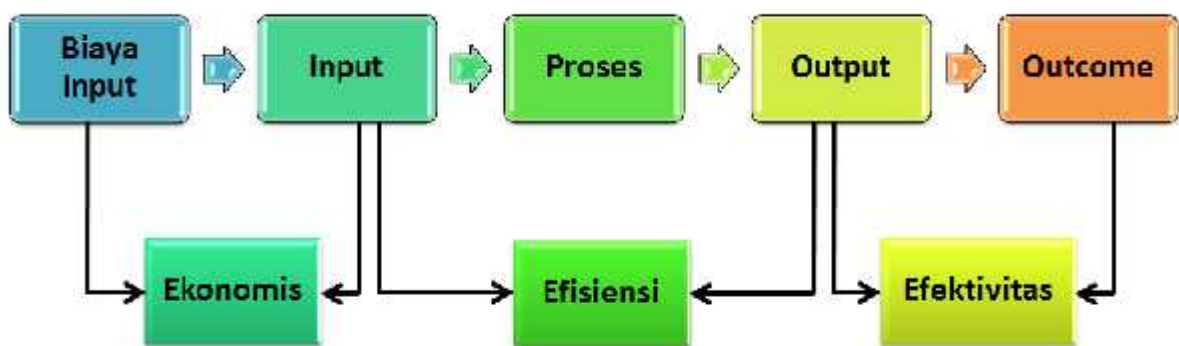 Biaya
Input
Input
Proses
Output
Outcome
Ekonomis
Efisiensi
Efektivitas